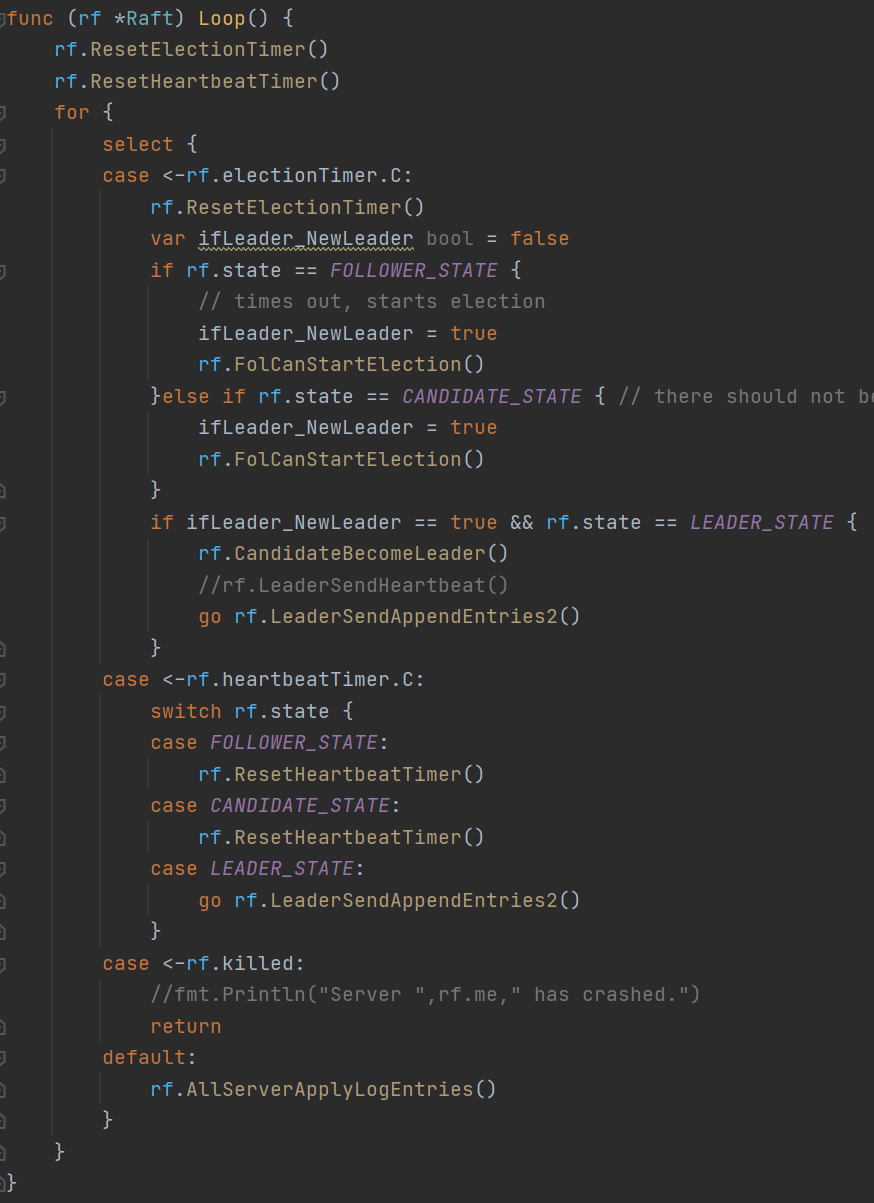 func (rf *Raft) Loop() {
    rf.ResetElectionTimer()
    rf.ResetHeartbeatTimer()
    for {
        select {
        case <-rf.electionTimer.C:
            rf.ResetElectionTimer()
            var ifLeader_NewLeader bool = false
            if rf.state == FOLLOWER_STATE {
                // times out, starts election
                ifLeader_NewLeader = true
                rf.FolCanStartElection()
            }else if rf.state == CANDIDATE_STATE { // there should not be
                ifLeader_NewLeader = true
                rf.FolCanStartElection()
            }
            if ifLeader_NewLeader == true && rf.state == LEADER_STATE {
                rf.CandidateBecomeLeader()
                //rf.LeaderSendHeartbeat()
                go rf.LeaderSendAppendEntries2()
            }
        case <-rf.heartbeatTimer.C:
            switch rf.state {
            case FOLLOWER_STATE:
                rf.ResetHeartbeatTimer()
            case CANDIDATE_STATE:
                rf.ResetHeartbeatTimer()
            case LEADER_STATE:
                go rf.LeaderSendAppendEntries2()
            }
        case <-rf.killed:
            //fmt.Println("Server ",rf.me," has crashed.")
            return
        default:
            rf.AllServerApplyLogEntries()
        }
    }
}